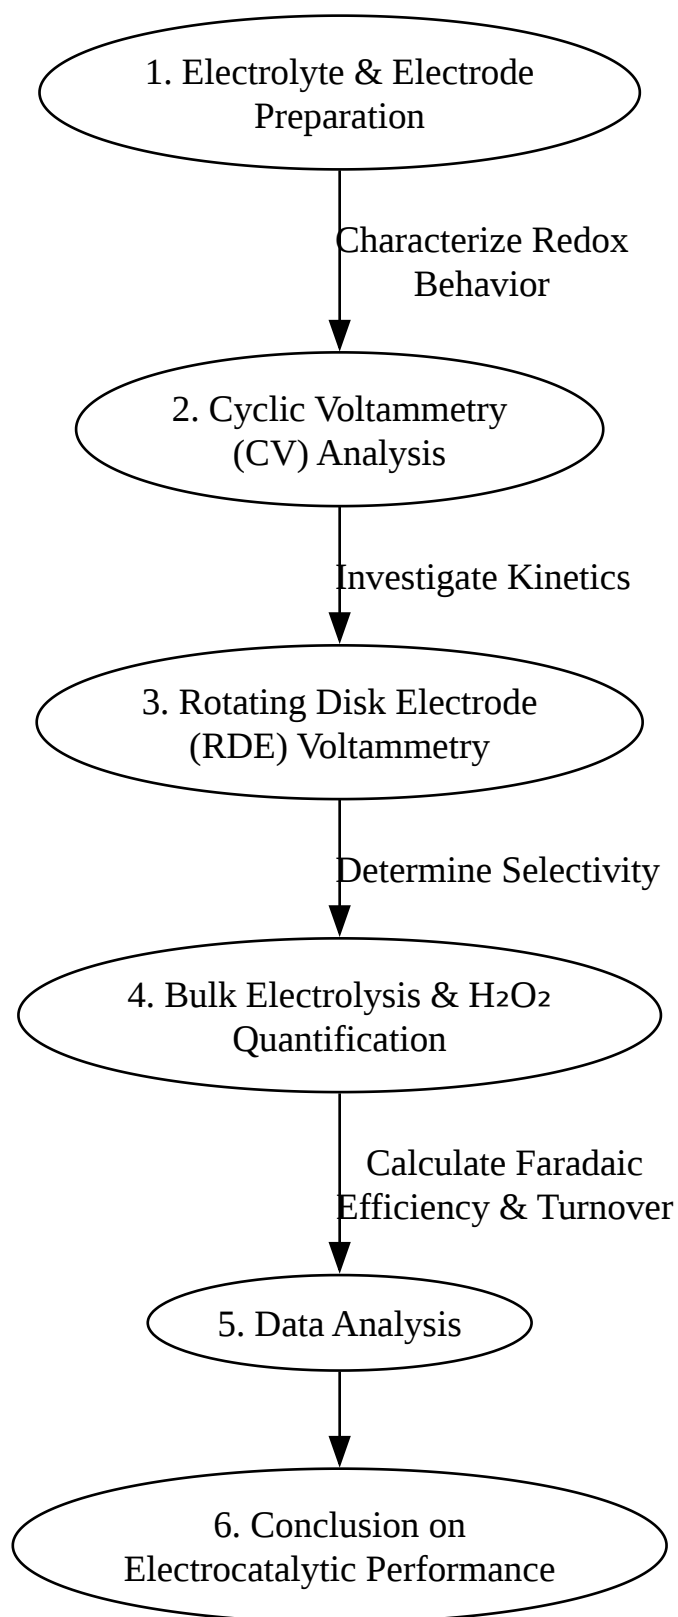 1. Electrolyte & Electrode
Preparation
Characterize Redox
Behavior
2. Cyclic Voltammetry
(CV) Analysis
Investigate Kinetics
3. Rotating Disk Electrode
(RDE) Voltammetry
Determine Selectivity
4. Bulk Electrolysis & H₂O₂
Quantification
Calculate Faradaic
Efficiency & Turnover
5. Data Analysis
6. Conclusion on
Electrocatalytic Performance